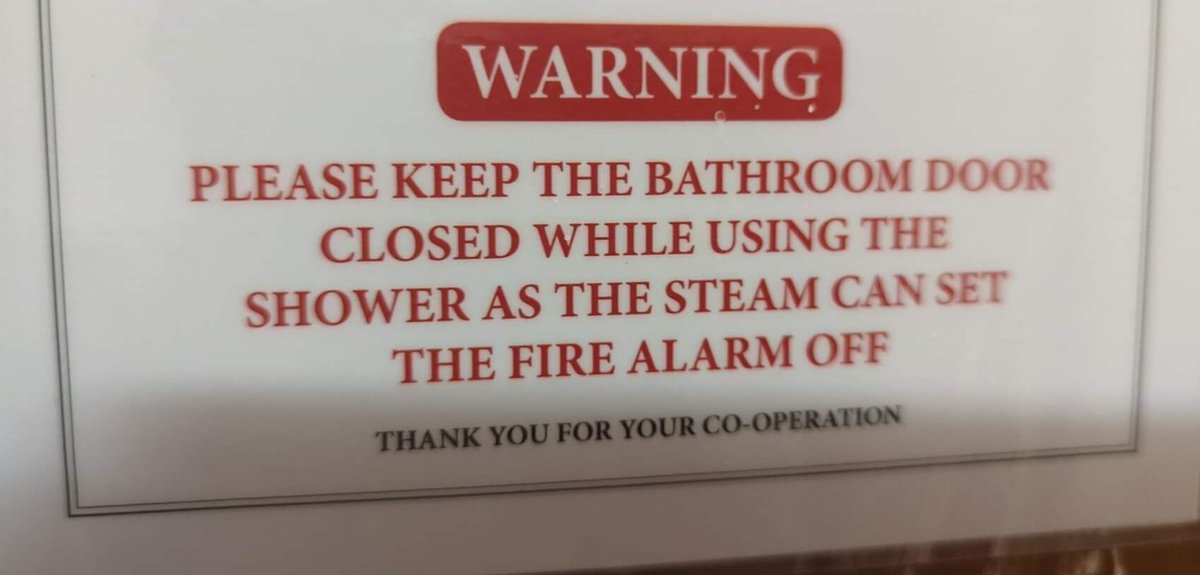 WARNING
PLEASE KEEP THE BATHROOM DOOR
CLOSED WHILE USING THE
SHOWER AS THE STEAM CAN SET
THE FIRE ALARM OFF
THANK YOU FOR YOUR CO-OPERATION